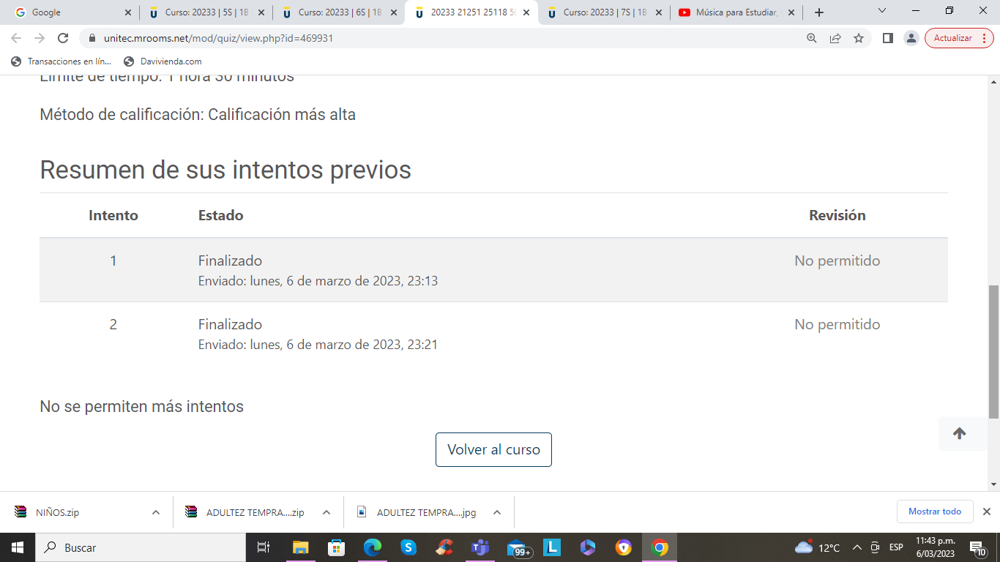 Google
Curso: 20233 | 5S | 1B
Curso: 20233 | 6S | 1B
20233 21251 25118 50
Curso: 20233 | 7S | 1B
Música para Estudiar,
unitec.mrooms.net/mod/quiz/view.php?id=469931
Actualizar
Transacciones en lín...
Davivienda.com
Límite de tiempo: 1 hora 30 minutos
Método de calificación: Calificación más alta
Resumen de sus intentos previos
Intento Estado Revisión
1 Finalizado No permitido
Enviado: lunes, 6 de marzo de 2023, 23:13
2 Finalizado No permitido
Enviado: lunes, 6 de marzo de 2023, 23:21
No se permiten más intentos
Volver al curso
NIÑOS.zip
ADULTEZ TEMPRA....zip
ADULTEZ TEMPRA....jpg
Mostrar todo
Buscar
99+
12°C
ESP
11:43 p.m.
6/03/2023
10